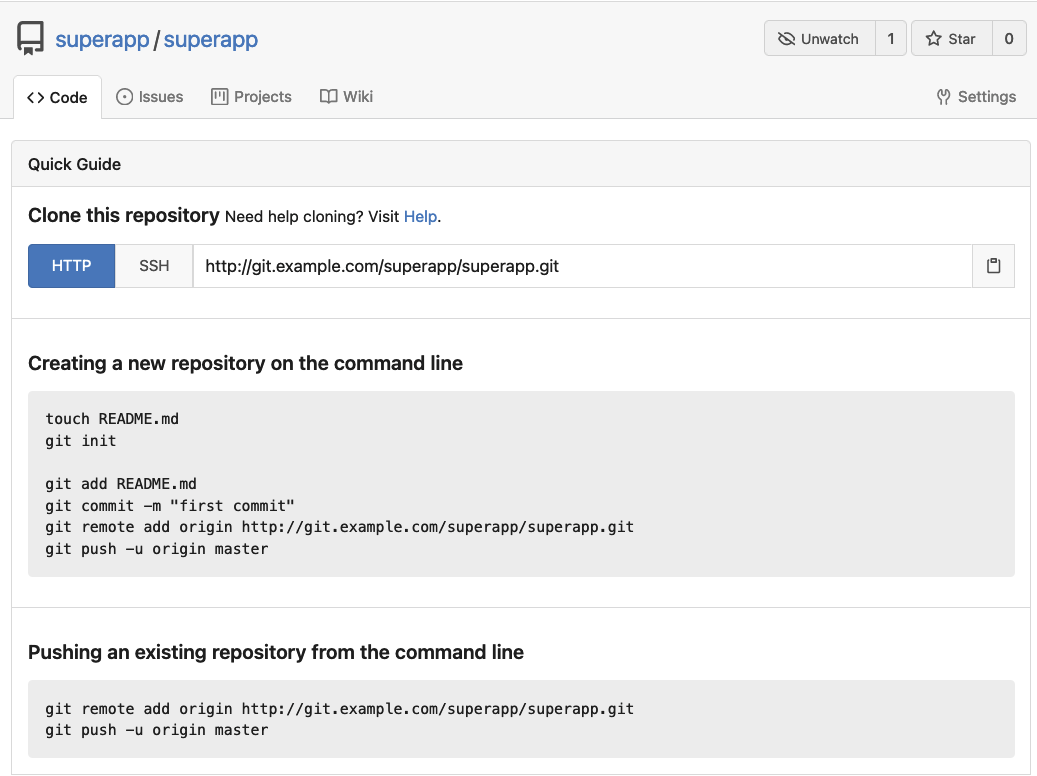 superapp / superapp
Unwatch 1 Star 0
Code Issues Projects Wiki Settings
Quick Guide
Clone this repository Need help cloning? Visit Help.
HTTP SSH http://git.example.com/superapp/superapp.git
Creating a new repository on the command line
touch README.md
git init
git add README.md
git commit -m "first commit"
git remote add origin http://git.example.com/superapp/superapp.git
git push -u origin master
Pushing an existing repository from the command line
git remote add origin http://git.example.com/superapp/superapp.git
git push -u origin master